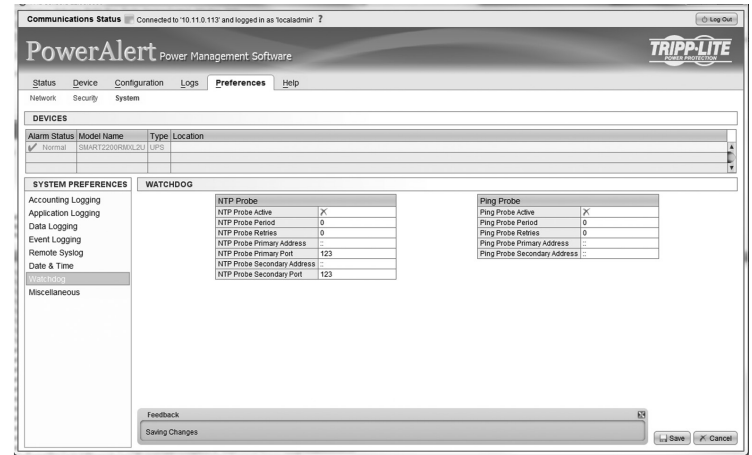 Communications Status Connected to '10.11.0.113' and logged in as 'localadmin' ? Log Out
PowerAlert Power Management Software
TRIPP·LITE
POWER PROTECTION
Status Device Configuration Logs Preferences Help
Network Security System
DEVICES
Alarm Status Model Name Type Location
Normal SMART2200RMXL2U UPS
SYSTEM PREFERENCES
Accounting Logging
Application Logging
Data Logging
Event Logging
Remote Syslog
Date & Time
Watchdog
Miscellaneous
WATCHDOG
NTP Probe
NTP Probe Active
NTP Probe Period 0
NTP Probe Retries 0
NTP Probe Primary Address ::
NTP Probe Primary Port 123
NTP Probe Secondary Address ::
NTP Probe Secondary Port 123
Ping Probe
Ping Probe Active
Ping Probe Period 0
Ping Probe Retries 0
Ping Probe Primary Address ::
Ping Probe Secondary Address ::
Feedback
Saving Changes
Save Cancel